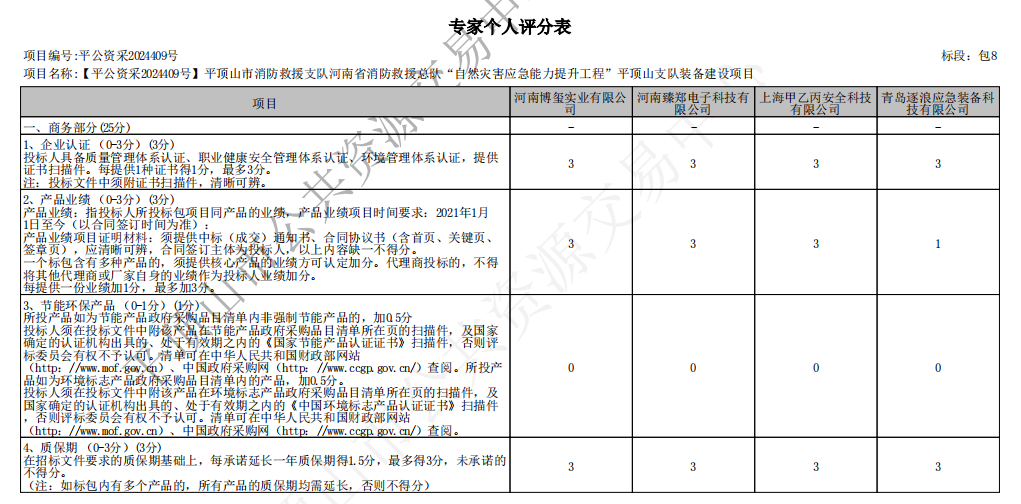 专家个人评分表
项目编号:平公资采2024409号
标段：包8
项目名称:【平公资采2024409号】平顶山市消防救援支队河南省消防救援总队“自然灾害应急能力提升工程”平顶山支队装备建设项目
项目
河南博玺实业有限公
司
河南臻郑电子科技有
限公司
上海甲乙丙安全科技
有限公司
青岛逐浪应急装备科
技有限公司
一、商务部分(25分)
–
–
–
–
1、企业认证（0-3分）(3分)
投标人具备质量管理体系认证、职业健康安全管理体系认证、环境管理体系认证，提供
证书扫描件。每提供1种证书得1分，最多3分。
注：投标文件中须附证书扫描件，清晰可辨。
3
3
3
3
2、产品业绩（0-3分）(3分)
产品业绩：指投标人所投标包项目同产品的业绩，产品业绩项目时间要求：2021年1月
1日至今（以合同签订时间为准）；
产品业绩项目证明材料：须提供中标（成交）通知书、合同协议书（含首页、关键页、
签章页），应清晰可辨，合同签订主体为投标人，以上内容缺一不得分。
一个标包含有多种产品的，须提供核心产品的业绩方可认定加分。代理商投标的，不得
将其他代理商或厂家自身的业绩作为投标人业绩加分。
每提供一份业绩加1分，最多加3分。
3
3
3
1
3、节能环保产品（0-1分）(1分)
所投产品如为节能产品政府采购品目清单内非强制节能产品的，加0.5分
投标人须在投标文件中附该产品在节能产品政府采购品目清单所在页的扫描件，及国家
确定的认证机构出具的、处于有效期之内的《国家节能产品认证证书》扫描件，否则评
标委员会有权不予认可。清单可在中华人民共和国财政部网站
（http：//www.mof.gov.cn）、中国政府采购网（http：//www.ccgp.gov.cn/）查阅。所投产
品如为环境标志产品政府采购品目清单内的产品，加0.5分。
投标人须在投标文件中附该产品在环境标志产品政府采购品目清单所在页的扫描件，及
国家确定的认证机构出具的、处于有效期之内的《中国环境标志产品认证证书》扫描件
，否则评标委员会有权不予认可。清单可在中华人民共和国财政部网站
（http：//www.mof.gov.cn）、中国政府采购网（http：//www.ccgp.gov.cn/）查阅。
0
0
0
0
4、质保期（0-3分）(3分)
在招标文件要求的质保期基础上，每承诺延长一年质保期得1.5分，最多得3分，未承诺的
不得分。
（注：如标包内有多个产品的，所有产品的质保期均需延长，否则不得分）
3
3
3
3